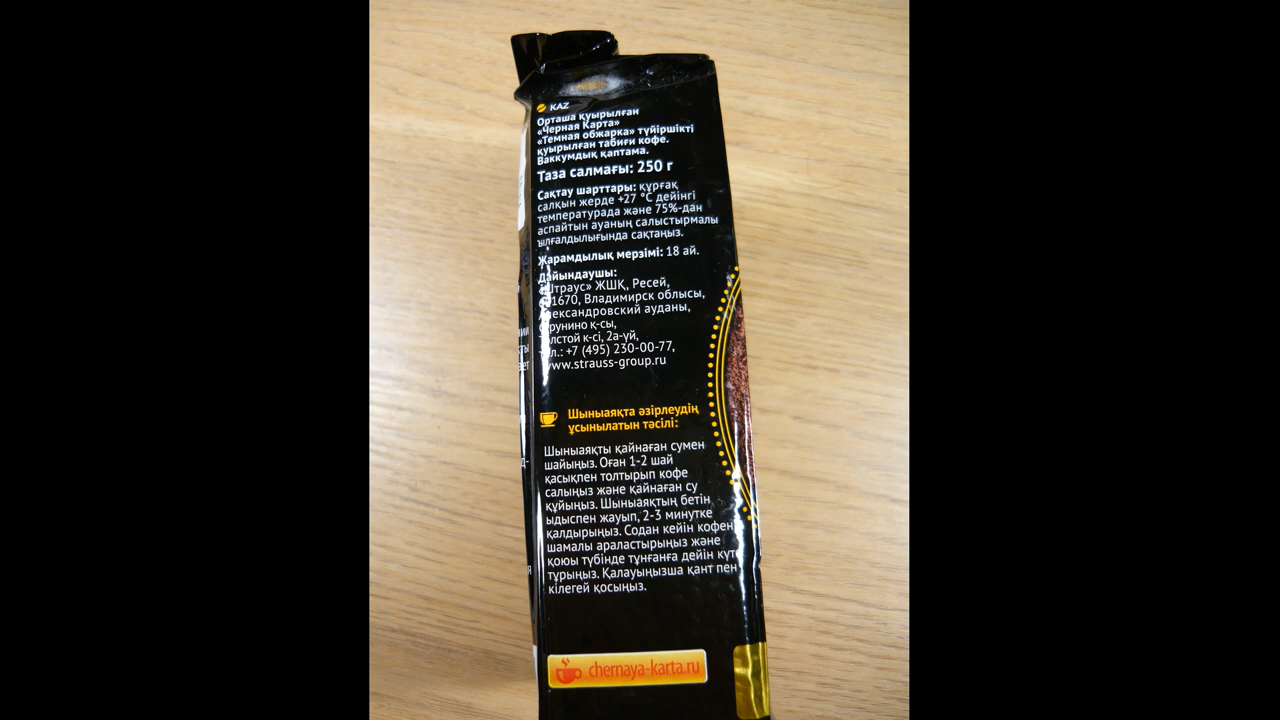 KAZ
Орташа қуырылған
«Черная Карта»
«Темная обжарка» түйіршікті
қуырылған табиғи кофе.
Ваккумдық қаптама.
Таза салмағы: 250 г
Сақтау шарттары: құрғақ
салқын жерде +27 °С дейінгі
температурада және 75%-дан
аспайтын ауаның салыстырмалы
ылғалдылығында сақтаңыз.
Жарамдылық мерзімі: 18 ай.
Дайындаушы:
«Штраус» ЖШҚ, Ресей,
Владимирск облысы,
Александровский ауданы,
қ-сы,
Толстой к-сі, 2а-үй,
+7 (495) 230-00-77,
www.strauss-group.ru
Шыныаяқта әзірлеудің
ұсынылатын тәсілі:
Шыныаяқты қайнаған сумен
шайыңыз. Оған 1-2 шай
қасықпен толтырып кофе
салыңыз және қайнаған су
құйыңыз. Шыныаяқтың бетін
ыдыспен жауып, 2-3 минутке
қалдырыңыз. Содан кейін кофені
шамалы араластырыңыз және
қоюы түбінде тұнғанға дейін күте
тұрыңыз. Қалауыңызша қант пен
кілегей қосыңыз.
chernaya-karta.ru